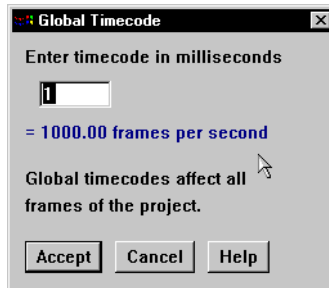 Global Timecode
Enter timecode in milliseconds
1
= 1000.00 frames per second
Global timecodes affect all
frames of the project.
Accept Cancel Help